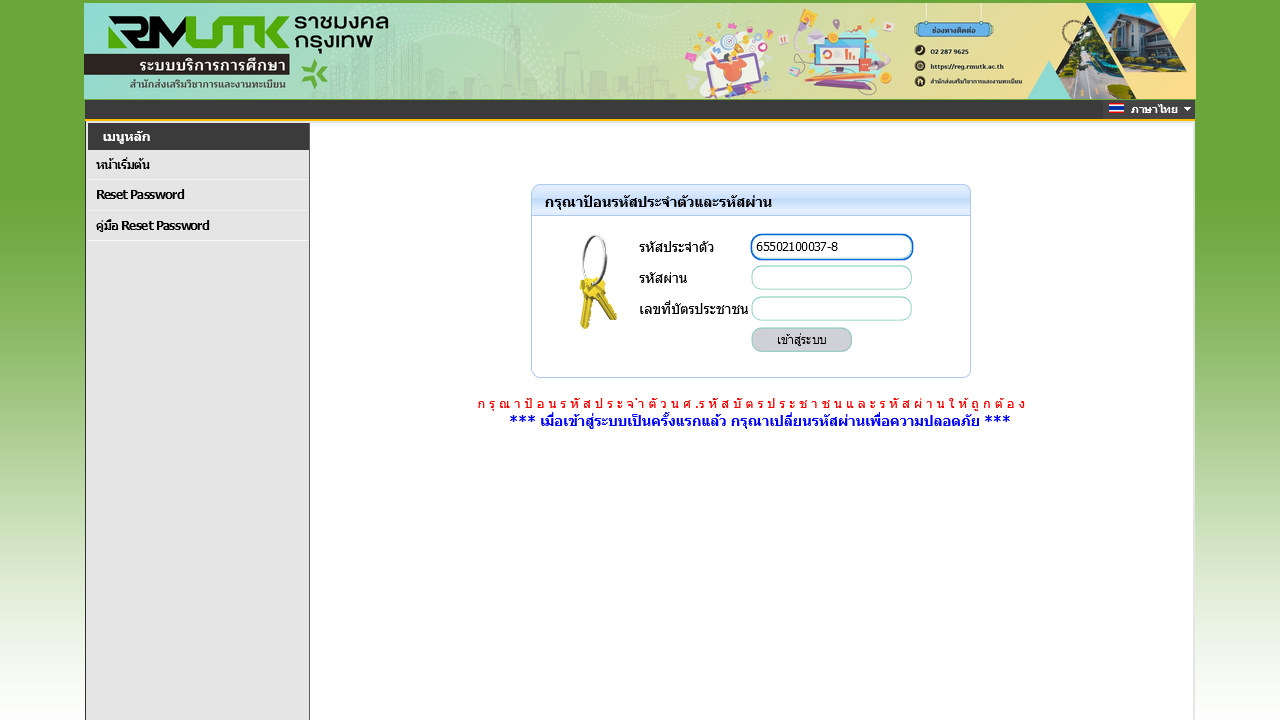 RMUTK ราชมงคล
กรุงเทพ
ระบบบริการการศึกษา
สำนักส่งเสริมวิชาการและงานทะเบียน
ช่องทางติดต่อ
02 287 9625
https://reg.rmutk.ac.th
สำนักส่งเสริมวิชาการและงานทะเบียน
ภาษาไทย
เมนูหลัก
หน้าเริ่มต้น
Reset Password
คู่มือ Reset Password
กรุณาป้อนรหัสประจำตัวและรหัสผ่าน
รหัสประจำตัว 65502100037-8
รหัสผ่าน
เลขที่บัตรประชาชน
เข้าสู่ระบบ
กรุณาป้อนรหัสประจำตัวนศ.รหัสบัตรประชาชนและรหัสผ่านให้ถูกต้อง
*** เมื่อเข้าสู่ระบบเป็นครั้งแรกแล้ว กรุณาเปลี่ยนรหัสผ่านเพื่อความปลอดภัย ***